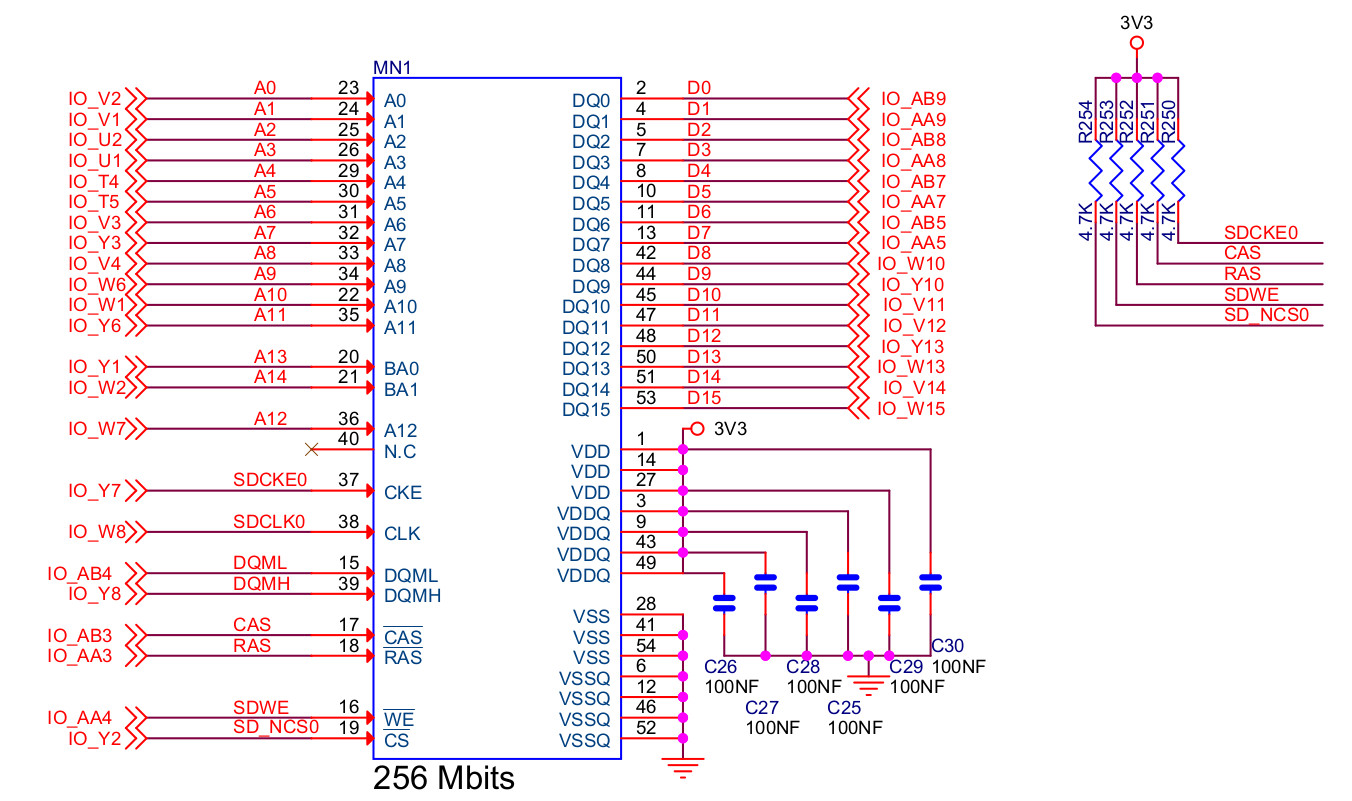 3V3
MN1
IO_V2 A0 23 A0 DQ0 2 D0 IO_AB9
IO_V1 A1 24 A1 DQ1 4 D1 IO_AA9
IO_U2 A2 25 A2 DQ2 5 D2 IO_AB8
IO_U1 A3 26 A3 DQ3 7 D3 IO_AA8
IO_T4 A4 29 A4 DQ4 8 D4 IO_AB7
IO_T5 A5 30 A5 DQ5 10 D5 IO_AA7
IO_V3 A6 31 A6 DQ6 11 D6 IO_AB5
IO_Y3 A7 32 A7 DQ7 13 D7 IO_AA5
IO_V4 A8 33 A8 DQ8 42 D8 IO_W10
IO_W6 A9 34 A9 DQ9 44 D9 IO_Y10
IO_W1 A10 22 A10 DQ10 45 D10 IO_V11
IO_Y6 A11 35 A11 DQ11 47 D11 IO_V12
DQ12 48 D12 IO_Y13
IO_Y1 A13 20 BA0 DQ13 50 D13 IO_W13
IO_W2 A14 21 BA1 DQ14 51 D14 IO_V14
DQ15 53 D15 IO_W15
IO_W7 A12 36 A12 3V3
40 N.C VDD 1
VDD 14
IO_Y7 SDCKE0 37 CKE VDD 27
VDDQ 3
IO_W8 SDCLK0 38 CLK VDDQ 9
VDDQ 43
IO_AB4 DQML 15 DQML VDDQ 49
IO_Y8 DQMH 39 DQMH
VSS 28
IO_AB3 CAS 17 CAS VSS 41
IO_AA3 RAS 18 RAS VSS 54
VSSQ 6
VSSQ 12
IO_AA4 SDWE 16 WE VSSQ 46
IO_Y2 SD_NCS0 19 CS VSSQ 52
256 Mbits
C30
100NF
C26 C28 C29
100NF 100NF 100NF
C27 C25
100NF 100NF
R254 R253 R252 R251 R250
4.7K 4.7K 4.7K 4.7K 4.7K
SDCKE0
CAS
RAS
SDWE
SD_NCS0